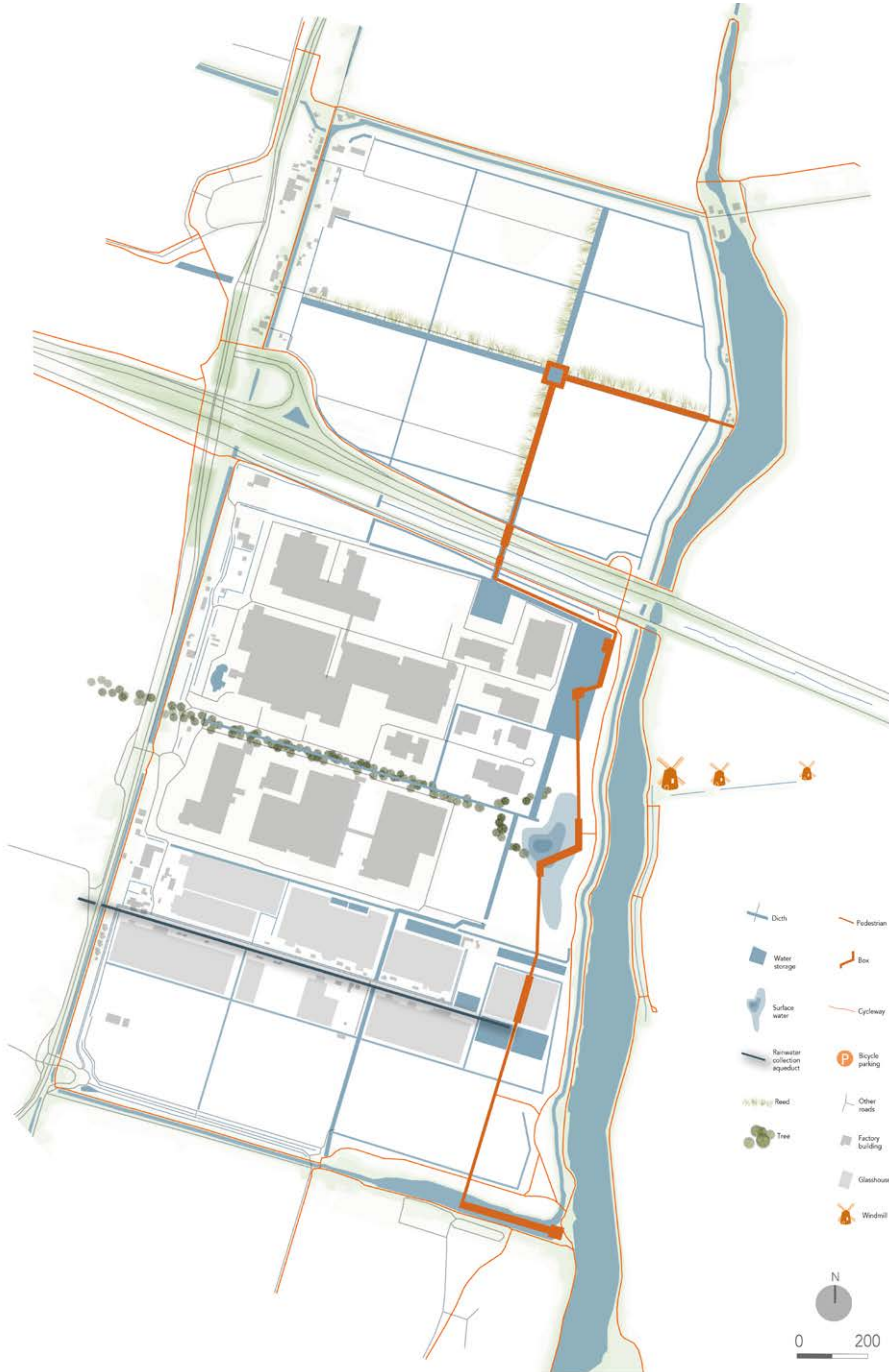 Dicth
Pedestrian
Water
storage
Box
Surface
water
Cycleway
Rainwater
collection
aqueduct
P
Bicycle
parking
Reed
Other
roads
Tree
Factory
building
Glasshouse
Windmill
N
0 200